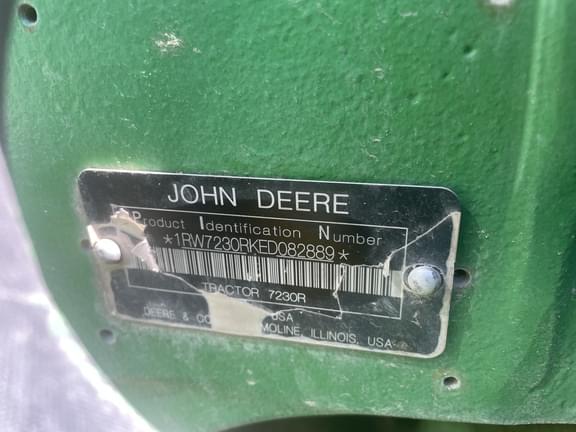 JOHN DEERE
Product Identification Number
*1RW7230RKED082889*
TRACTOR 7230R
DEERE & CO USA
MOLINE, ILLINOIS, USA